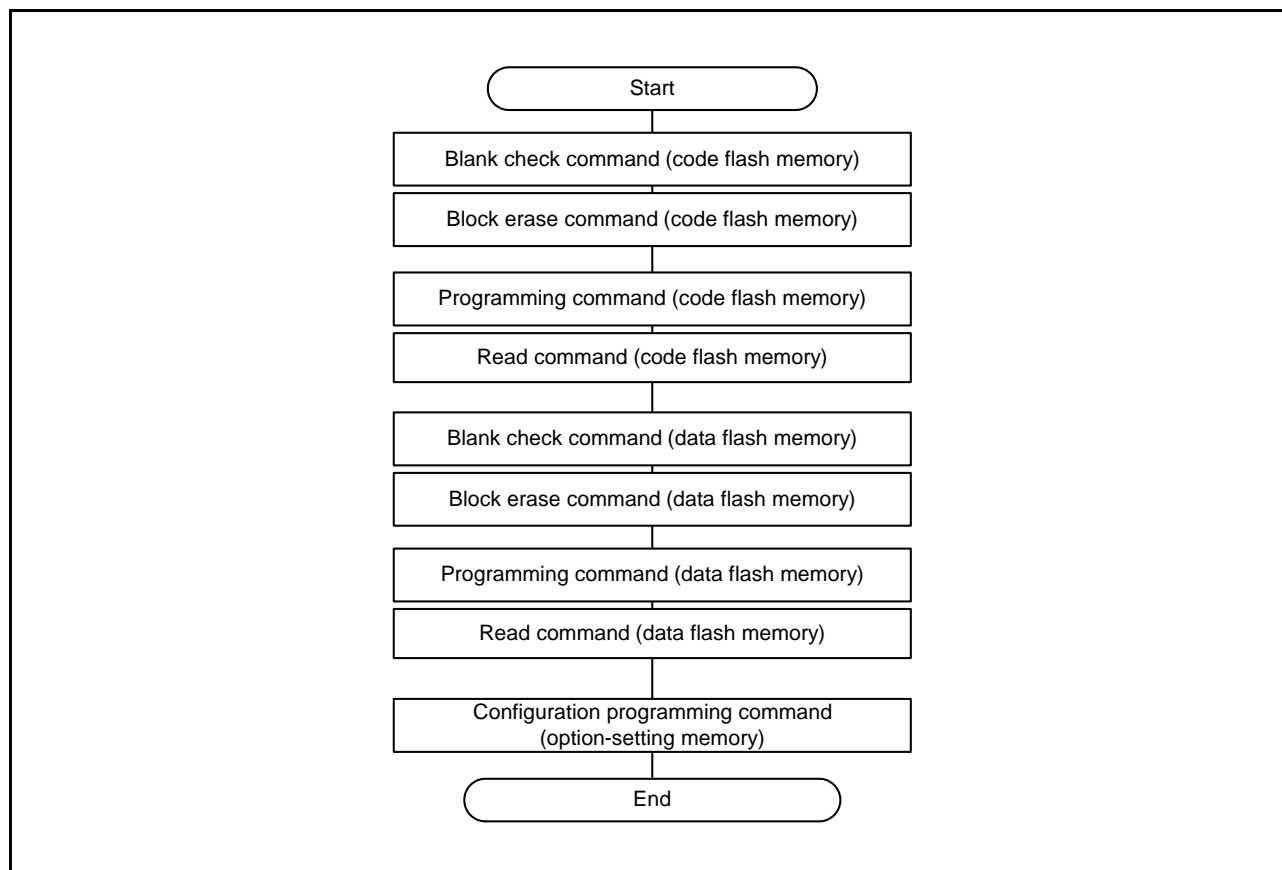 Start
Blank check command (code flash memory)
Block erase command (code flash memory)
Programming command (code flash memory)
Read command (code flash memory)
Blank check command (data flash memory)
Block erase command (data flash memory)
Programming command (data flash memory)
Read command (data flash memory)
Configuration programming command
(option-setting memory)
End